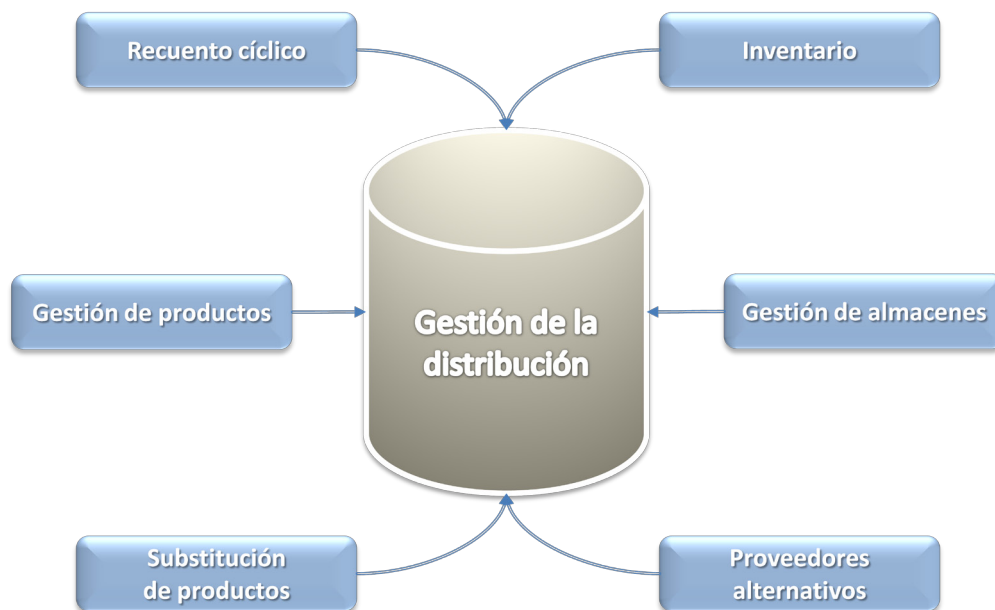 Recuento cíclico
Inventario
Gestión de productos
Gestión de la
distribución
Gestión de almacenes
Substitución
de productos
Proveedores
alternativos